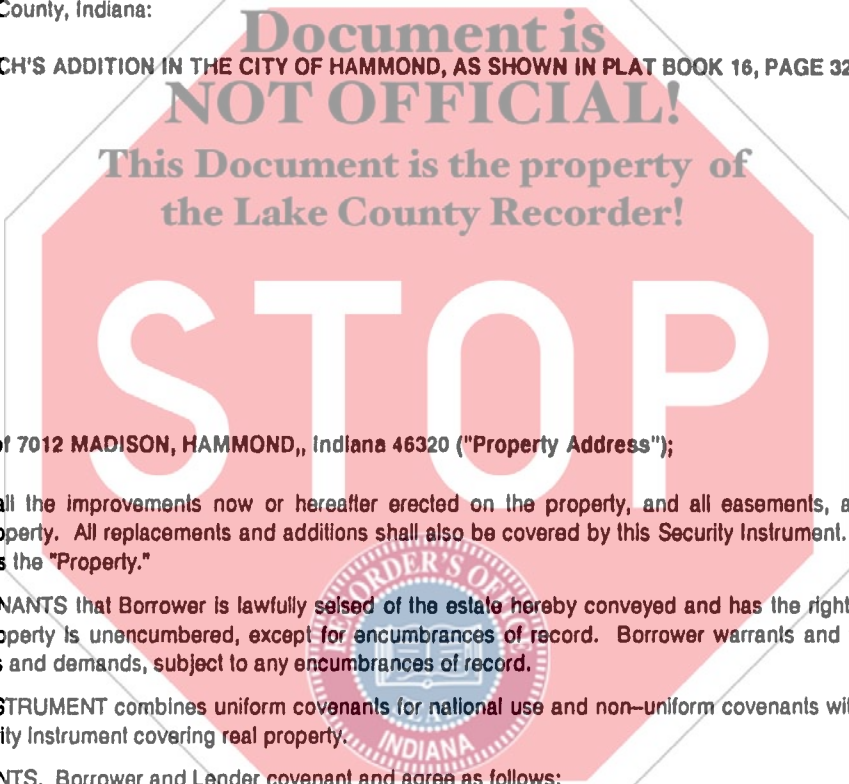 County, Indiana:
Document is
CH'S ADDITION IN THE CITY OF HAMMOND, AS SHOWN IN PLAT BOOK 16, PAGE 32
NOT OFFICIAL!
This Document is the property of
the Lake County Recorder!
STOP
of 7012 MADISON, HAMMOND,, Indiana 46320 ("Property Address");
all the improvements now or hereafter erected on the property, and all easements, a
operty. All replacements and additions shall also be covered by this Security Instrument.
s the "Property."
NANTS that Borrower is lawfully seised of the estate hereby conveyed and has the right
operty is unencumbered, except for encumbrances of record. Borrower warrants and
s and demands, subject to any encumbrances of record.
STRUMENT combines uniform covenants for national use and non-uniform covenants wit
ity instrument covering real property.
NTS. Borrower and Lender covenant and agree as follows:
RECORDER'S OFFICE
INDIANA